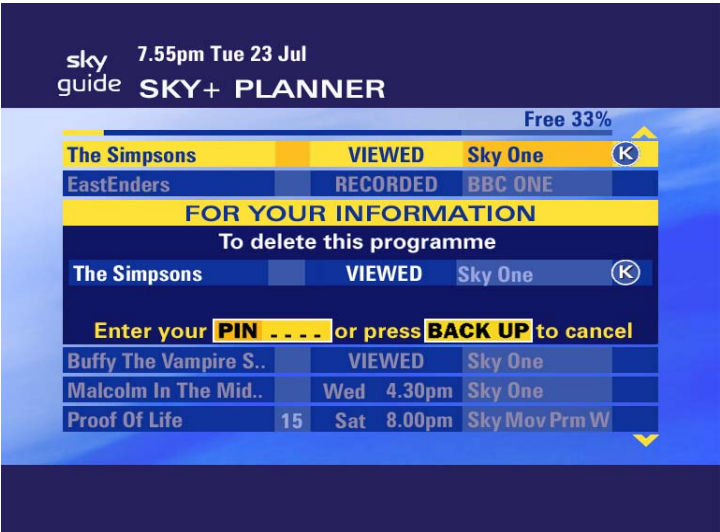 sky 7.55pm Tue 23 Jul
guide SKY+ PLANNER
Free 33%
The Simpsons VIEWED Sky One K
EastEnders RECORDED BBC ONE
FOR YOUR INFORMATION
To delete this programme
The Simpsons VIEWED Sky One K
Enter your PIN .... or press BACK UP to cancel
Buffy The Vampire S.. VIEWED Sky One
Malcolm In The Mid.. Wed 4.30pm Sky One
Proof Of Life 15 Sat 8.00pm Sky Mov Prm W